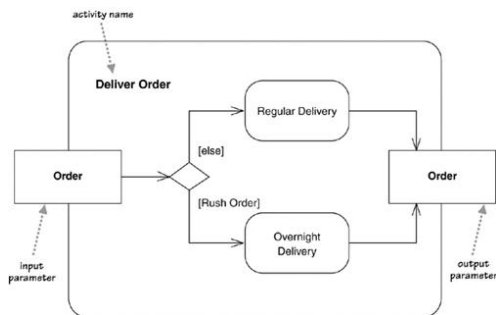 activity name
Deliver Order
Regular Delivery
[else]
Order
Order
[Rush Order]
Overnight
Delivery
input
parameter
output
parameter